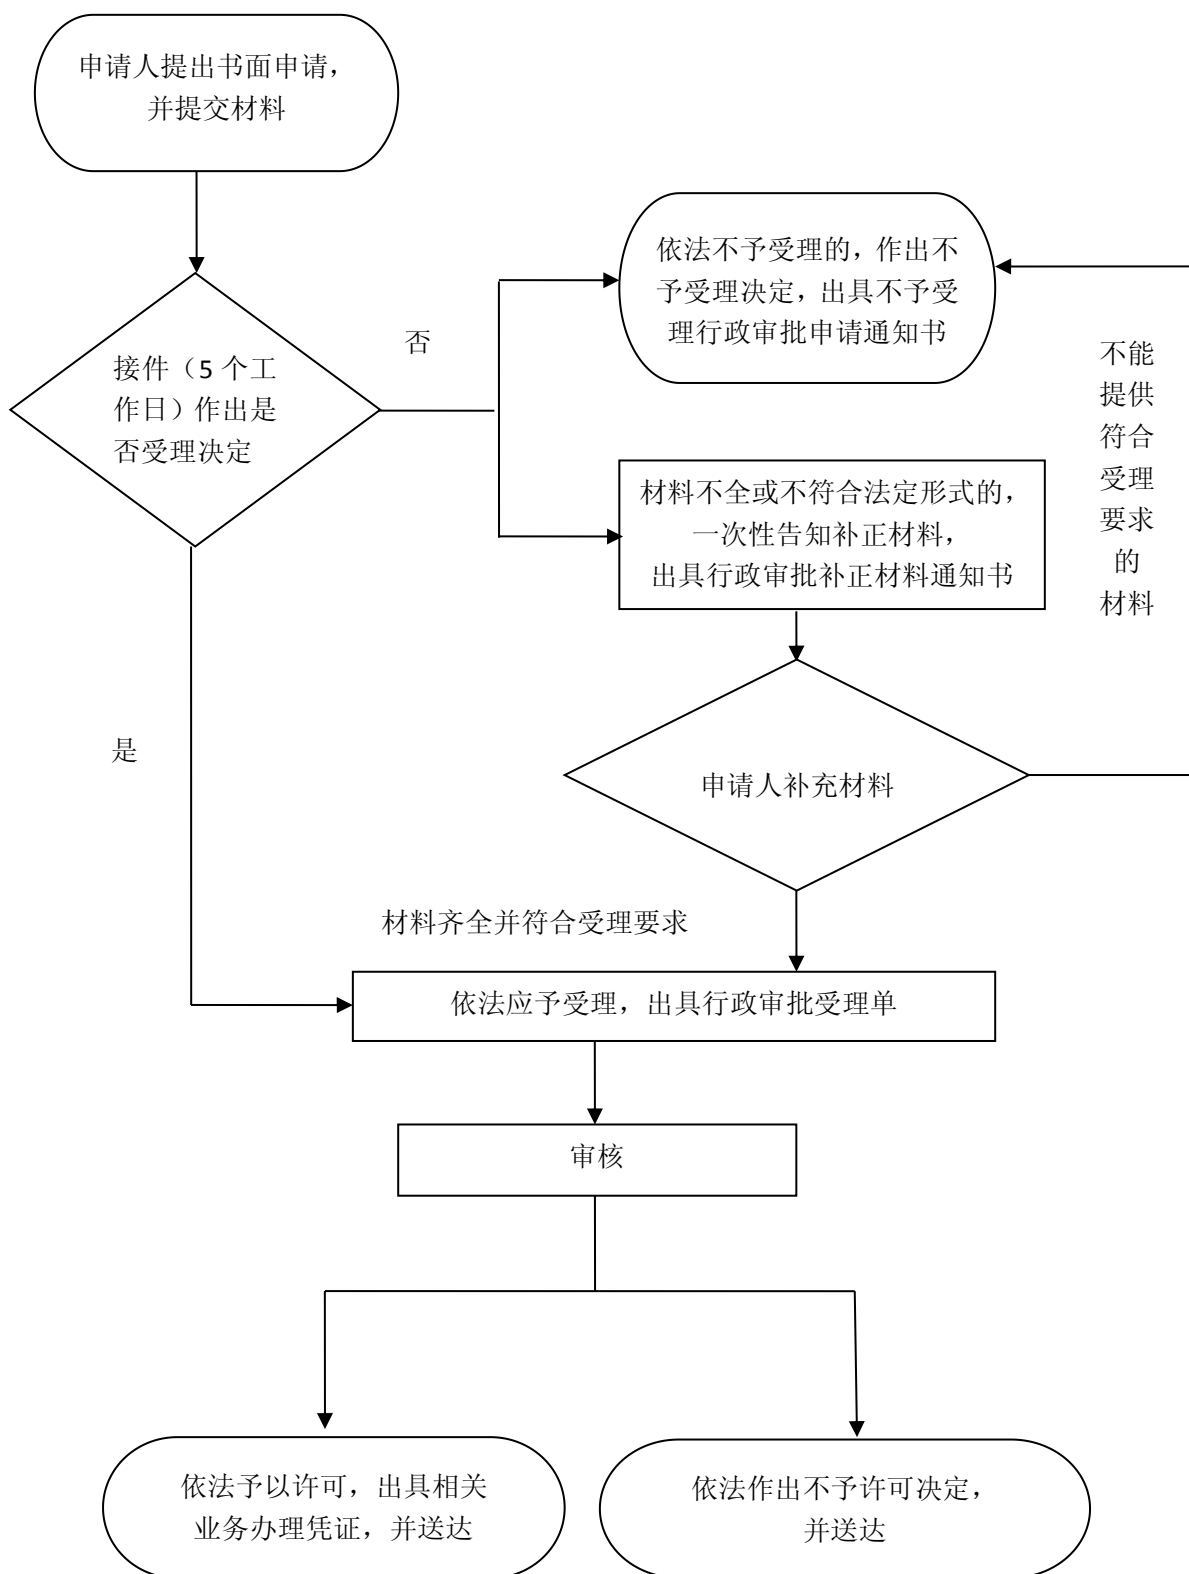 申请人提出书面申请，
并提交材料
依法不予受理的，作出不
予受理决定，出具不予受
理行政审批申请通知书
否
接件（5 个工
作日）作出是
否受理决定
不能
提供
符合
受理
要求
的
材料
材料不全或不符合法定形式的，
一次性告知补正材料，
出具行政审批补正材料通知书
是
申请人补充材料
材料齐全并符合受理要求
依法应予受理，出具行政审批受理单
审核
依法予以许可，出具相关
业务办理凭证，并送达
依法作出不予许可决定，
并送达